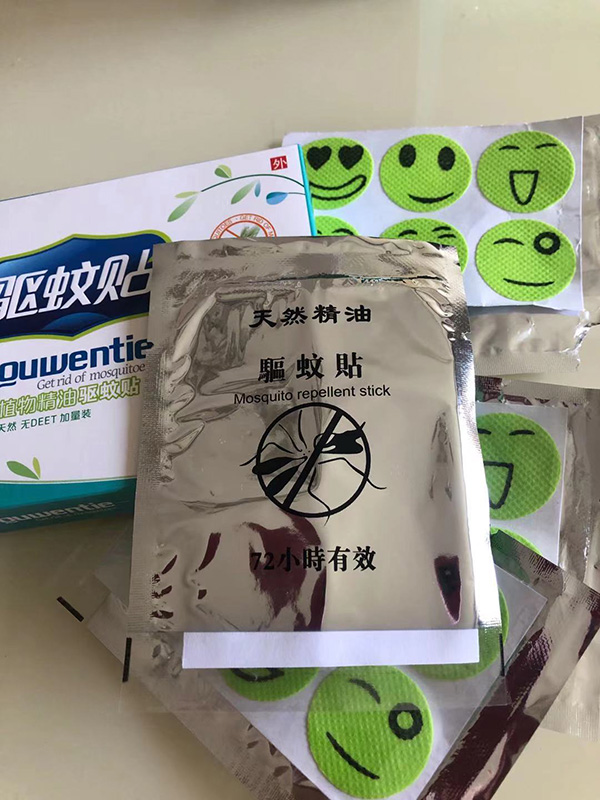 外
驱蚊贴
quwentie
Get rid of mosquitoe
植物精油驱蚊贴
天然 无DEET 加量装
天然精油
驅蚊貼
Mosquito repellent stick
72小時有效
quwentie